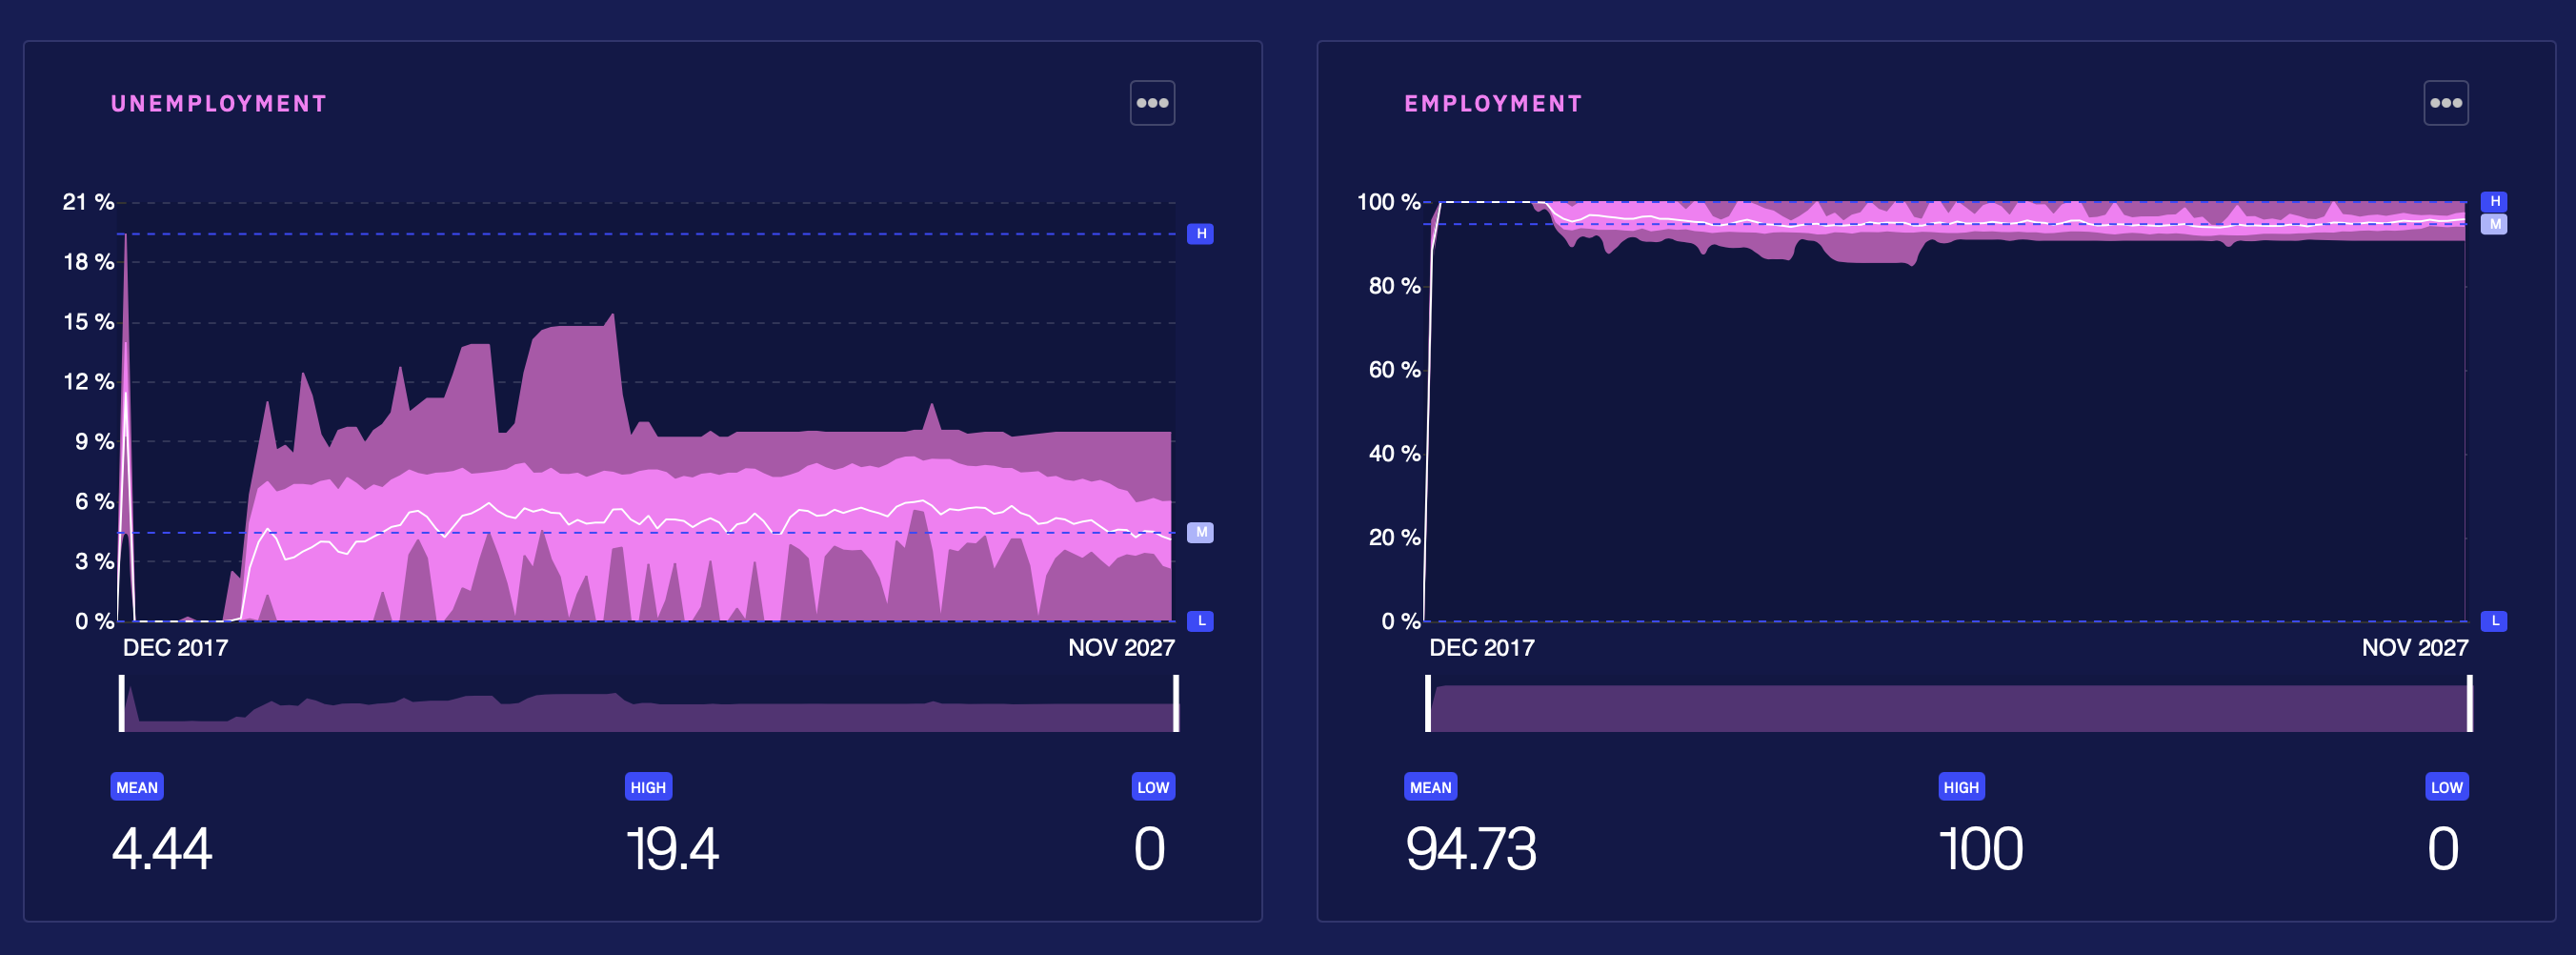 UNEMPLOYMENT
21 %
H
18 %
15 %
12 %
9 %
6 %
M
3 %
0 %
L
DEC 2017
NOV 2027
MEAN
HIGH
LOW
4.44
19.4
0
EMPLOYMENT
100 %
H
M
80 %
60 %
40 %
20 %
0 %
L
DEC 2017
NOV 2027
MEAN
HIGH
LOW
94.73
100
0